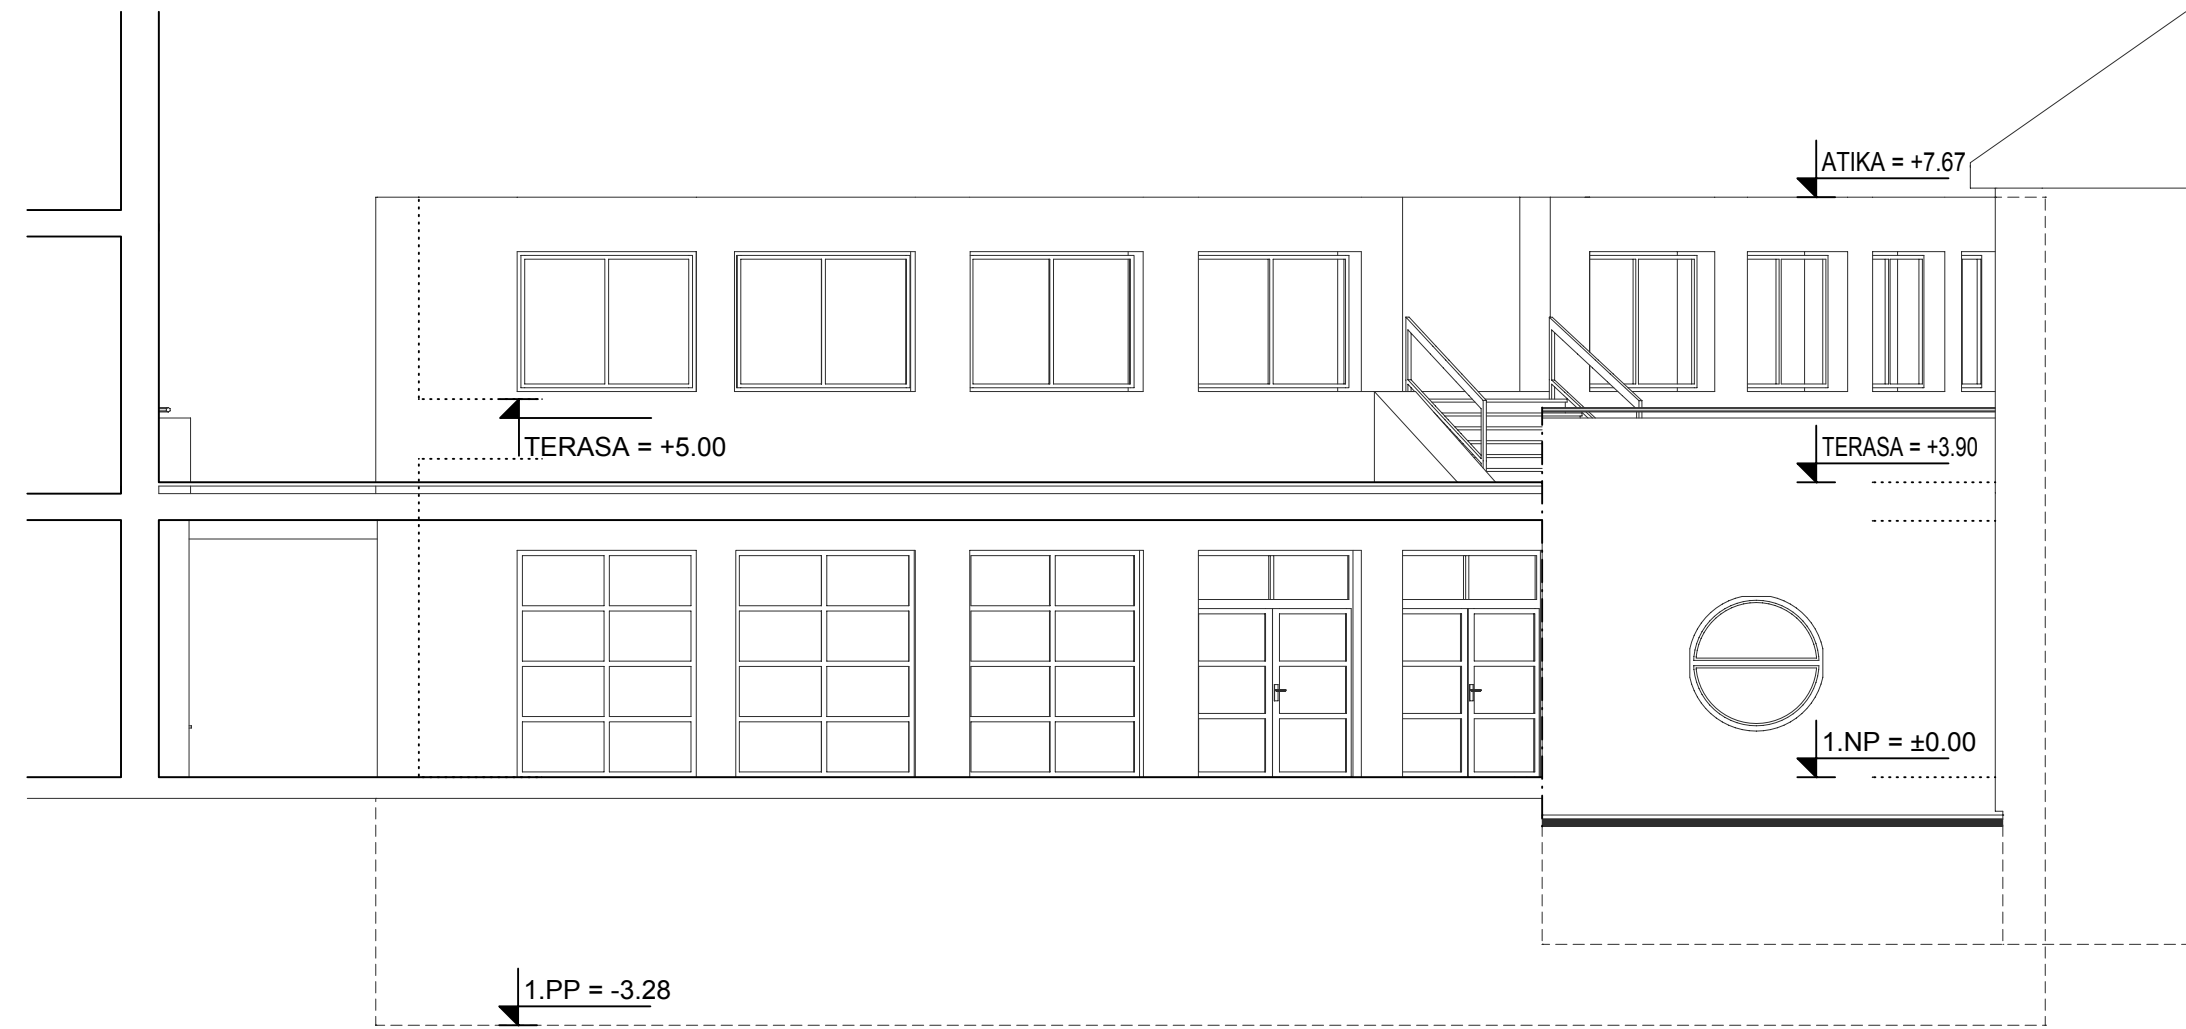 ATIKA = +7.67
TERASA = +5.00
TERASA = +3.90
1.NP = ±0.00
1.PP = -3.28